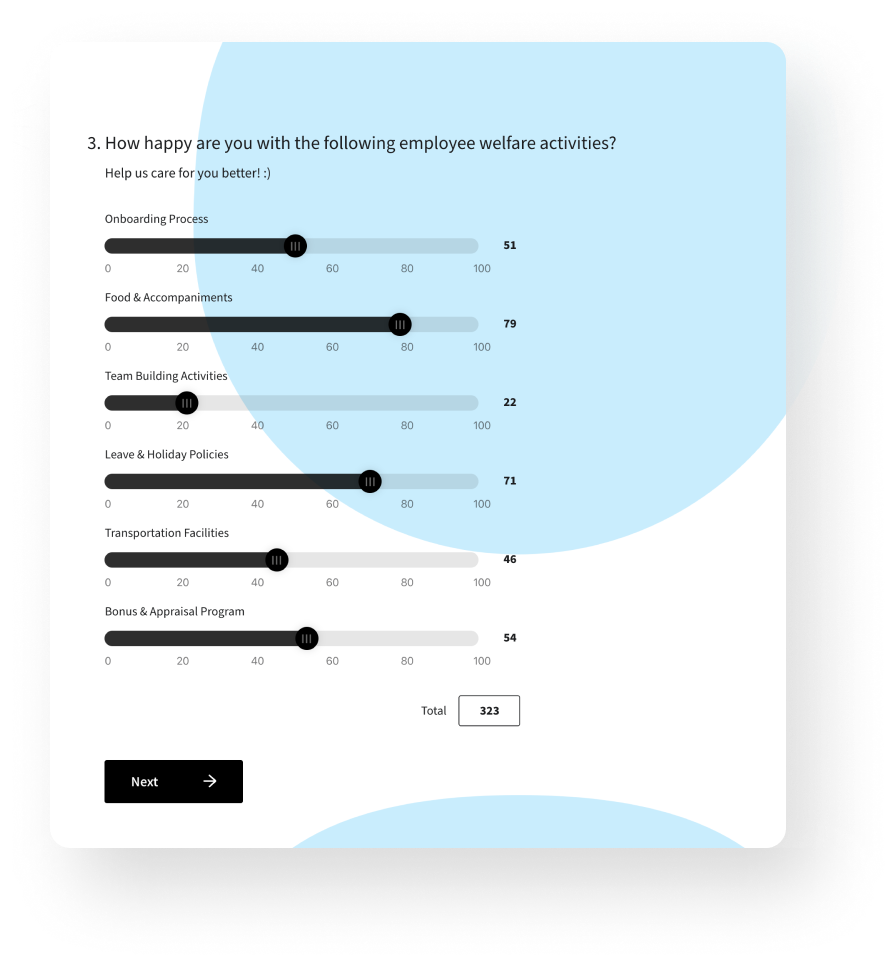 3. How happy are you with the following employee welfare activities?
Help us care for you better! :)
Onboarding Process
51
0 20 40 60 80 100
Food & Accompaniments
79
0 20 40 60 80 100
Team Building Activities
22
0 20 40 60 80 100
Leave & Holiday Policies
71
0 20 40 60 80 100
Transportation Facilities
46
0 20 40 60 80 100
Bonus & Appraisal Program
54
0 20 40 60 80 100
Total 323
Next